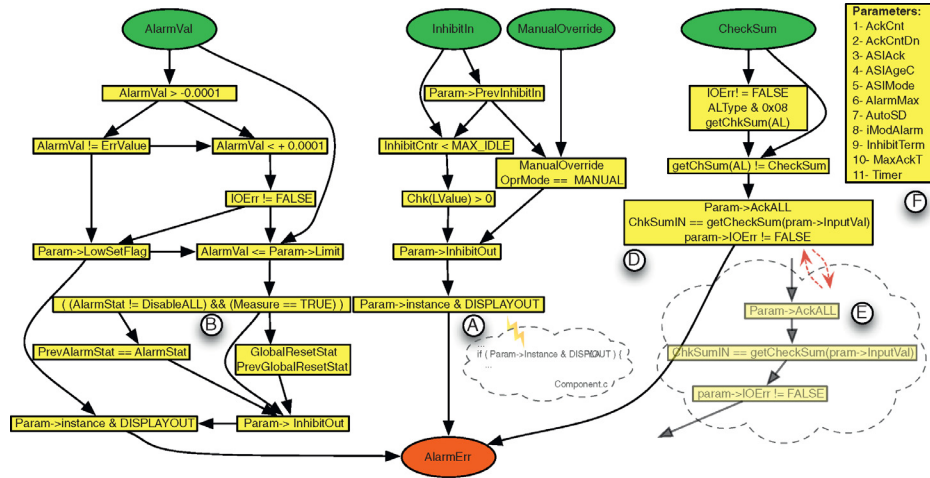 AlarmVal
InhibitIn
ManualOverride
CheckSum
Parameters:
1- AckCnt
2- AckCntDn
3- ASIAck
4- ASIAgeC
5- ASIMode
6- AlarmMax
7- AutoSD
8- iModAlarm
9- InhibitTerm
10- MaxAckT
11- Timer
F
AlarmVal > -0.0001
AlarmVal != ErrValue
AlarmVal < + 0.0001
IOErr != FALSE
Param->LowSetFlag
AlarmVal <= Param->Limit
( (AlarmStat != DisableALL) && (Measure == TRUE) )
B
PrevAlarmStat == AlarmStat
GlobalResetStat
PrevGlobalResetStat
Param->instance & DISPLAYOUT
Param-> InhibitOut
Param->PrevInhibitIn
InhibitCntr < MAX_IDLE
ManualOverride
OprMode == MANUAL
Chk(LValue) > 0
Param->InhibitOut
Param->instance & DISPLAYOUT
A
...
if ( Param->Instance & DISPLAYOUT ) {
...
Component.c
IOErr! = FALSE
ALType & 0x08
getChkSum(AL)
getChSum(AL) != CheckSum
Param->AckALL
ChkSumIN == getCheckSum(pram->InputVal)
param->IOErr != FALSE
D
E
Param->AckALL
ChkSumIN == getCheckSum(pram->InputVal)
param->IOErr != FALSE
AlarmErr